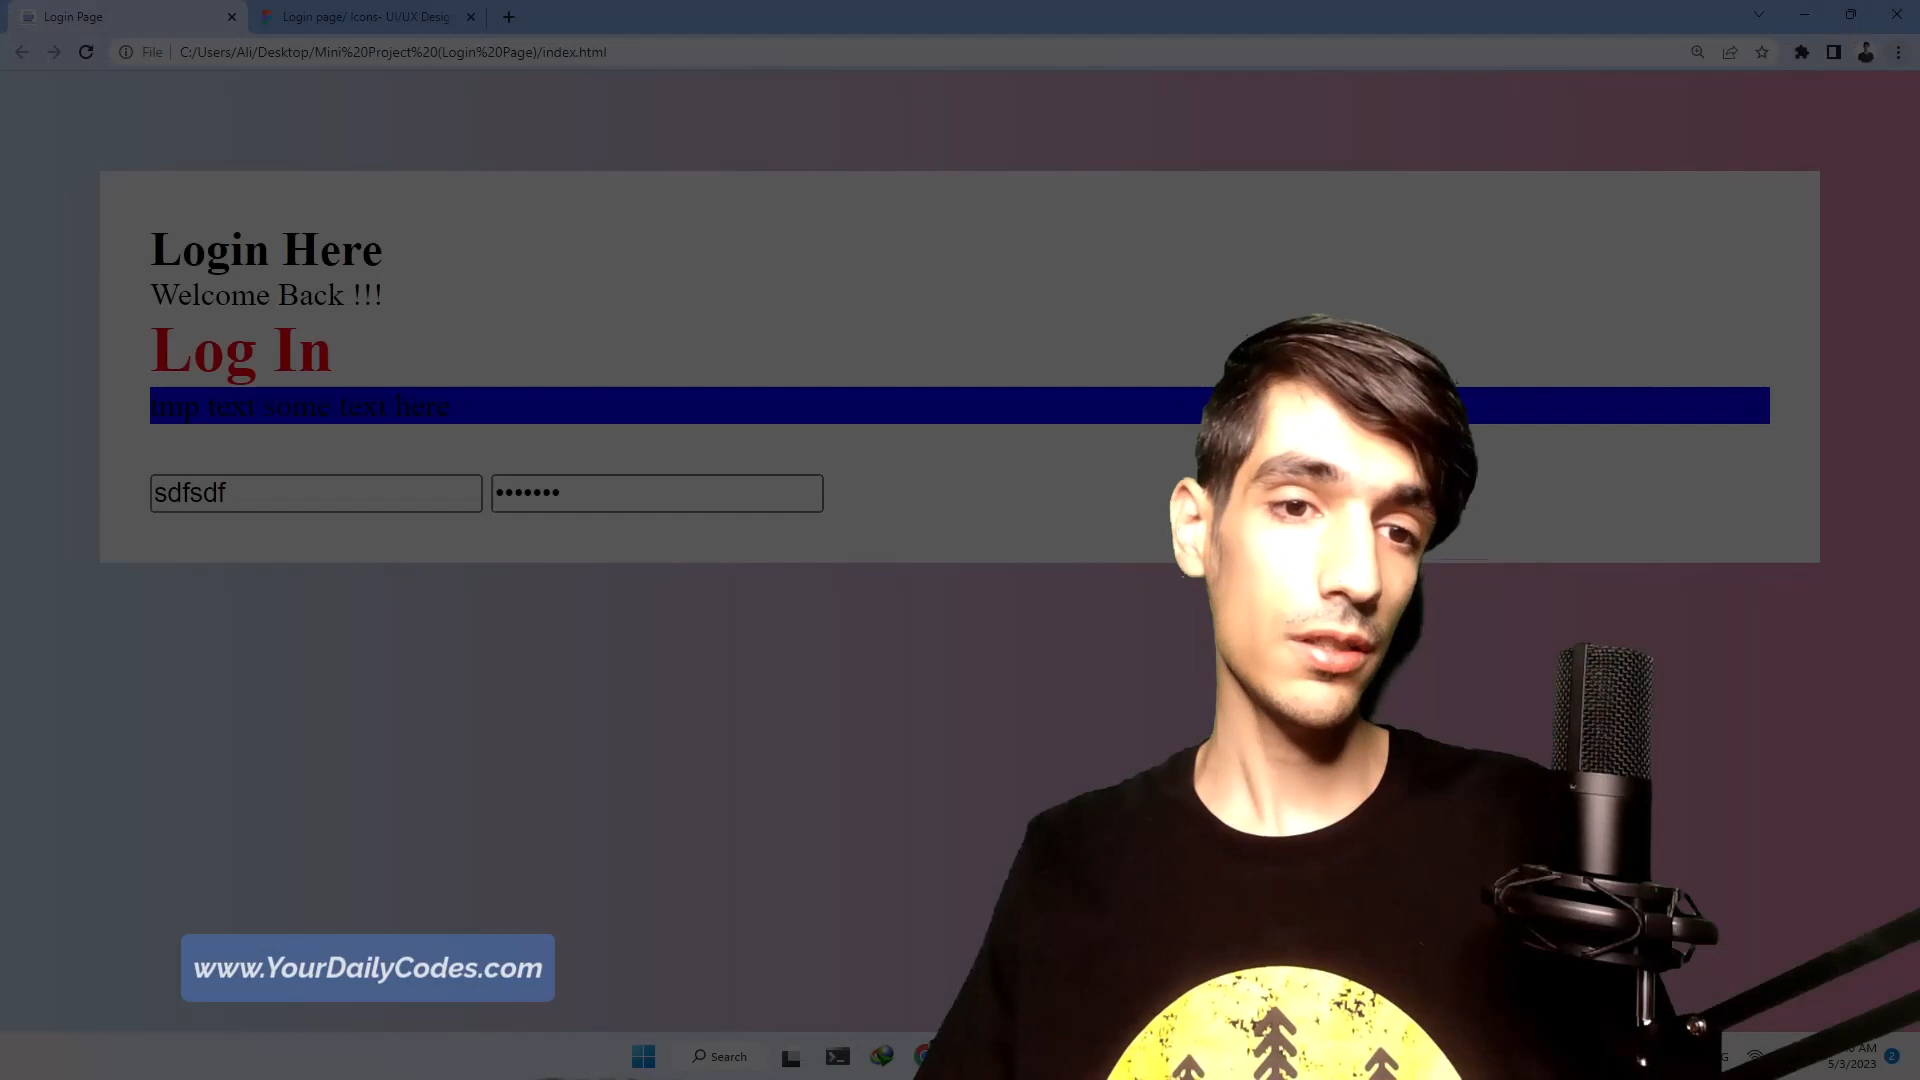 Login Page
Login page/ Icons- UI/UX Desig
File
C:/Users/Ali/Desktop/Mini%20Project%20(Login%20Page)/index.html
Login Here
Welcome Back !!!
Log In
tmp text some text here
sdfsdf
•••••••
www.YourDailyCodes.com
Search
G
AM
5/3/2023
2